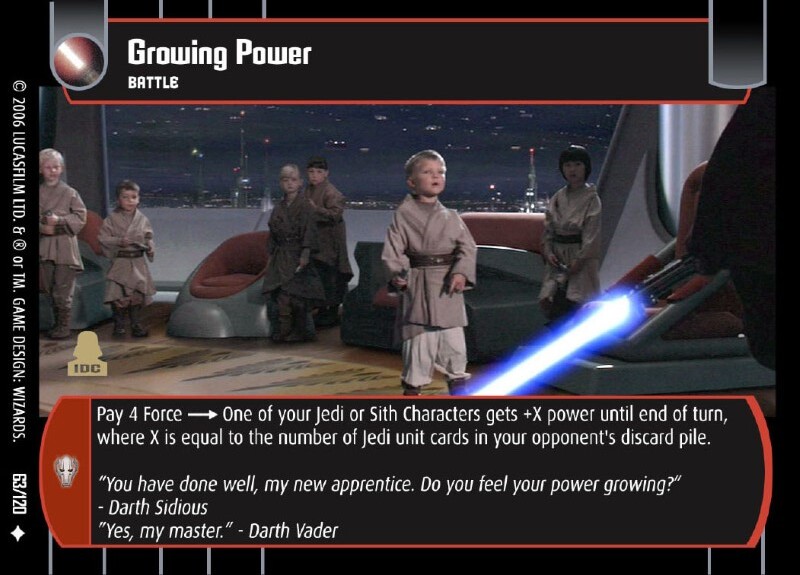 Growing Power
BATTLE
© 2006 LUCASFILM LTD. & ® or TM. GAME DESIGN: WIZARDS.
63/120
IDC
Pay 4 Force ⟶ One of your Jedi or Sith Characters gets +X power until end of turn,
where X is equal to the number of Jedi unit cards in your opponent's discard pile.
"You have done well, my new apprentice. Do you feel your power growing?"
- Darth Sidious
"Yes, my master." - Darth Vader